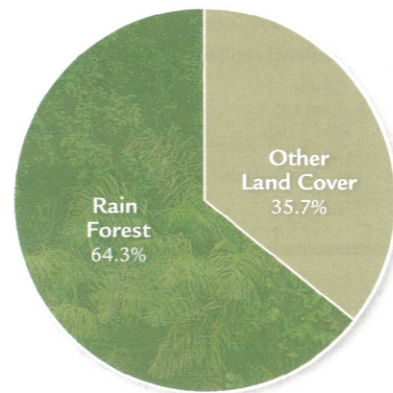 Other
Land Cover
35.7%
Rain
Forest
64.3%